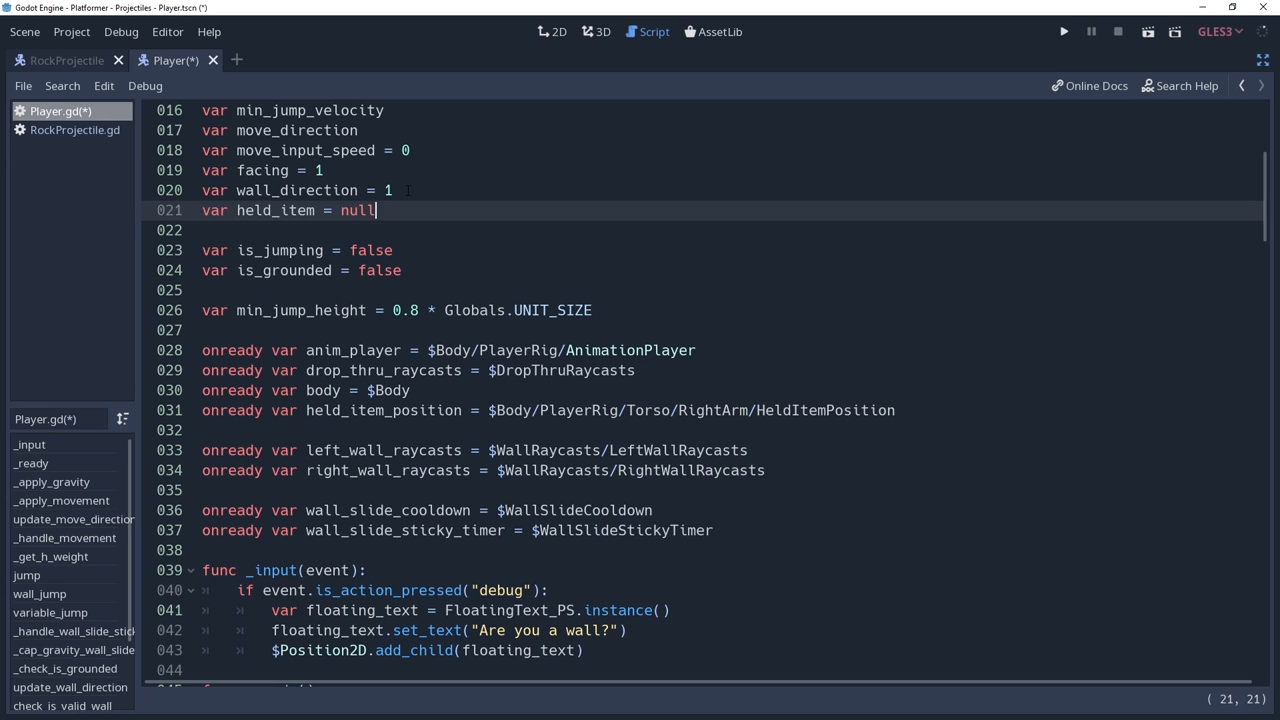 Godot Engine - Platformer - Projectiles - Player.tscn (*)
Scene Project Debug Editor Help
2D 3D Script AssetLib
GLES3
RockProjectile Player(*)
File Search Edit Debug
Online Docs Search Help
Player.gd(*)
RockProjectile.gd
Player.gd(*)
_input
_ready
_apply_gravity
_apply_movement
update_move_direction
_handle_movement
_get_h_weight
jump
wall_jump
variable_jump
_handle_wall_slide_stick
_cap_gravity_wall_slide
_check_is_grounded
update_wall_direction
check_is_valid_wall
016 var min_jump_velocity
017 var move_direction
018 var move_input_speed = 0
019 var facing = 1
020 var wall_direction = 1
021 var held_item = null
022
023 var is_jumping = false
024 var is_grounded = false
025
026 var min_jump_height = 0.8 * Globals.UNIT_SIZE
027
028 onready var anim_player = $Body/PlayerRig/AnimationPlayer
029 onready var drop_thru_raycasts = $DropThruRaycasts
030 onready var body = $Body
031 onready var held_item_position = $Body/PlayerRig/Torso/RightArm/HeldItemPosition
032
033 onready var left_wall_raycasts = $WallRaycasts/LeftWallRaycasts
034 onready var right_wall_raycasts = $WallRaycasts/RightWallRaycasts
035
036 onready var wall_slide_cooldown = $WallSlideCooldown
037 onready var wall_slide_sticky_timer = $WallSlideStickyTimer
038
039 func _input(event):
040 if event.is_action_pressed("debug"):
041 var floating_text = FloatingText_PS.instance()
042 floating_text.set_text("Are you a wall?")
043 $Position2D.add_child(floating_text)
044
( 21, 21)